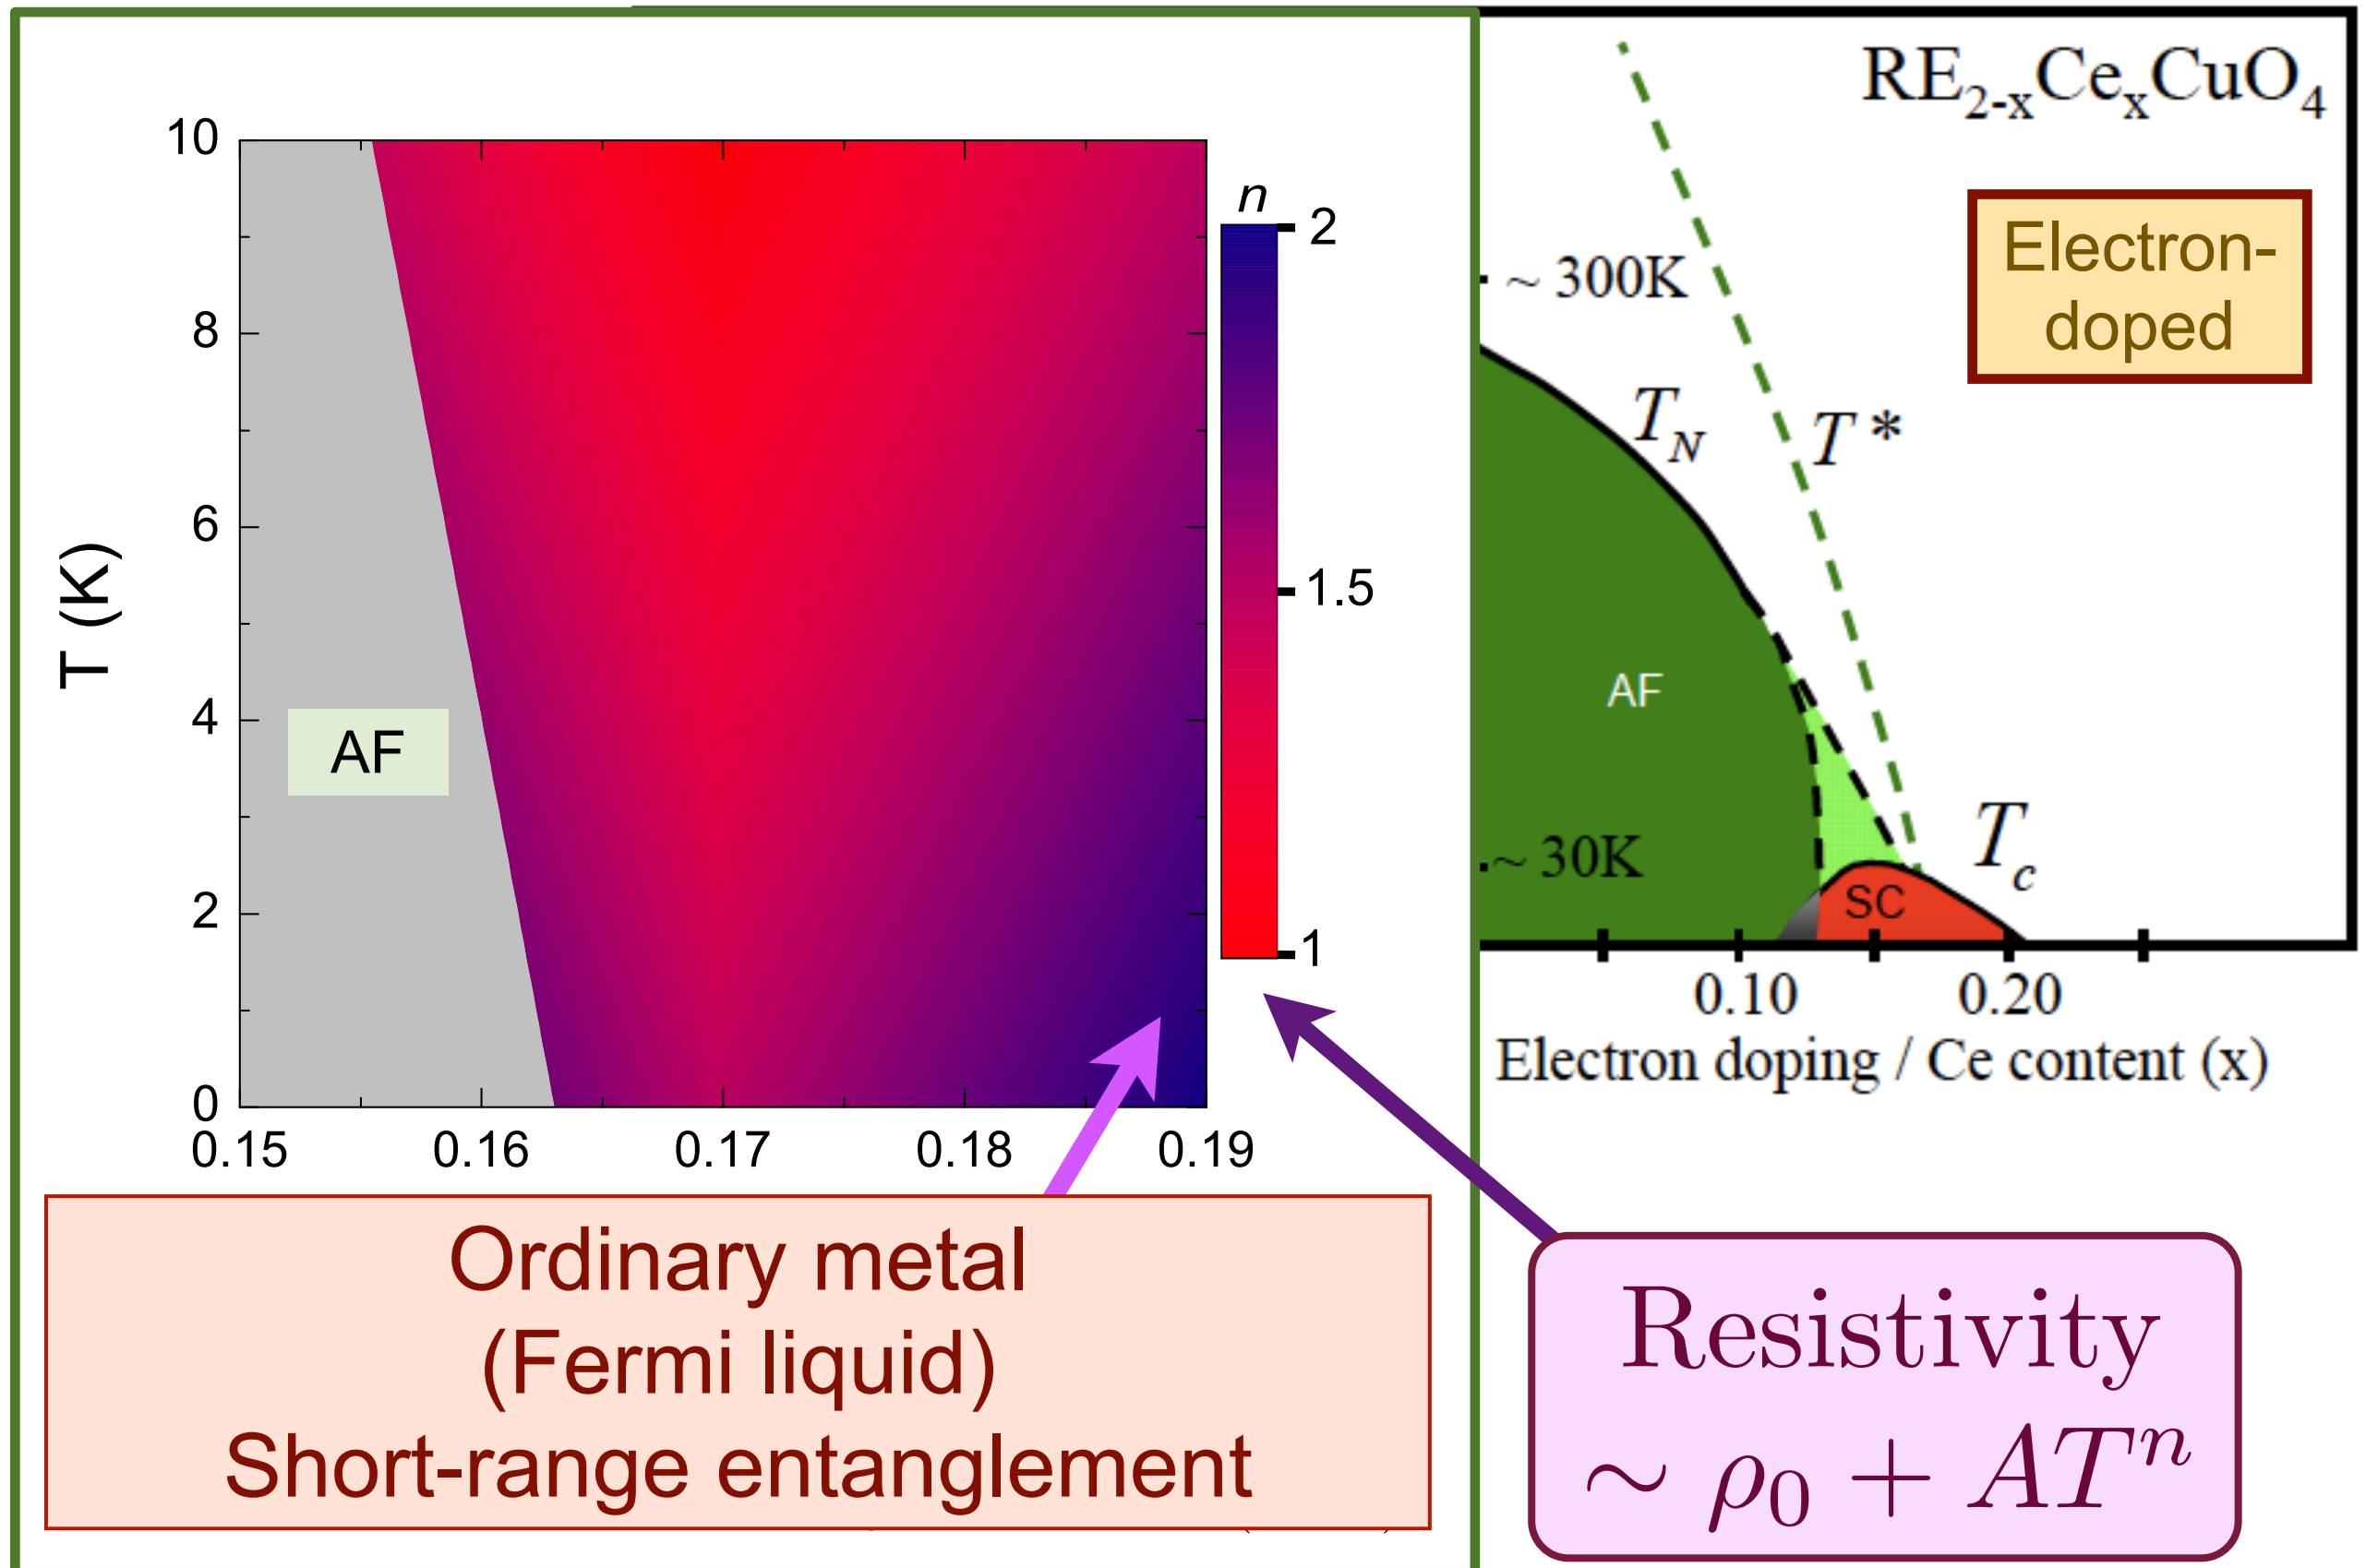 RE2-xCexCuO4
Electron-
doped
10
8
6
4
2
0
T (K)
AF
0.15
0.16
0.17
0.18
0.19
n
2
1.5
1
~ 300K
TN
T*
AF
~ 30K
SC
Tc
0.10
0.20
Electron doping / Ce content (x)
Ordinary metal
(Fermi liquid)
Short-range entanglement
Resistivity
∼ ρ0 + ATⁿ